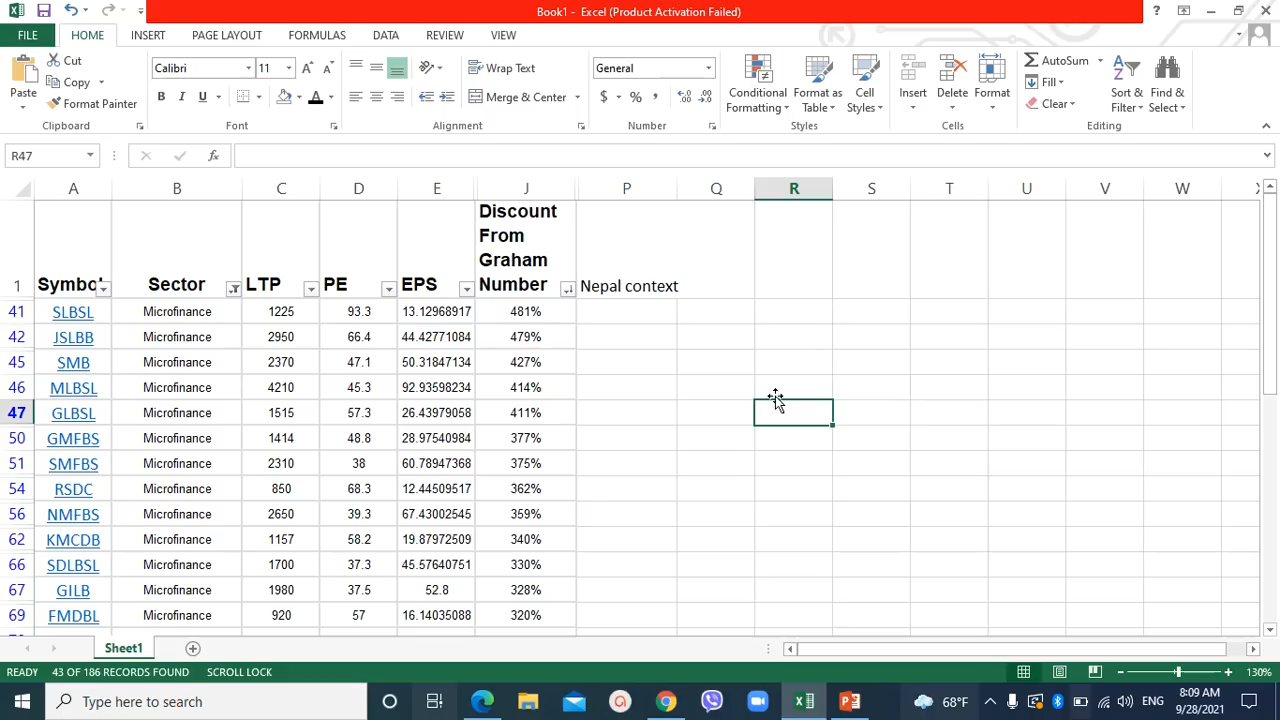 Book1 - Excel (Product Activation Failed)
FILE HOME INSERT PAGE LAYOUT FORMULAS DATA REVIEW VIEW
Paste Cut Copy Format Painter
Clipboard
Calibri 11
B I U A
Font
Wrap Text
Merge & Center
Alignment
General
$ % ,
Number
Conditional Formatting Format as Table Cell Styles
Styles
Insert Delete Format
Cells
AutoSum Fill Clear Sort & Filter Find & Select
Editing
R47 fx
A B C D E J P Q R S T U V W
1 Symbol Sector LTP PE EPS Discount From Graham Number Nepal context
41 SLBSL Microfinance 1225 93.3 13.12968917 481%
42 JSLBB Microfinance 2950 66.4 44.42771084 479%
45 SMB Microfinance 2370 47.1 50.31847134 427%
46 MLBSL Microfinance 4210 45.3 92.93598234 414%
47 GLBSL Microfinance 1515 57.3 26.43979058 411%
50 GMFBS Microfinance 1414 48.8 28.97540984 377%
51 SMFBS Microfinance 2310 38 60.78947368 375%
54 RSDC Microfinance 850 68.3 12.44509517 362%
56 NMFBS Microfinance 2650 39.3 67.43002545 359%
62 KMCDB Microfinance 1157 58.2 19.87972509 340%
66 SDLBSL Microfinance 1700 37.3 45.57640751 330%
67 GILB Microfinance 1980 37.5 52.8 328%
69 FMDBL Microfinance 920 57 16.14035088 320%
Sheet1
READY 43 OF 186 RECORDS FOUND SCROLL LOCK 130%
Type here to search 68°F ENG 8:09 AM
9/28/2021